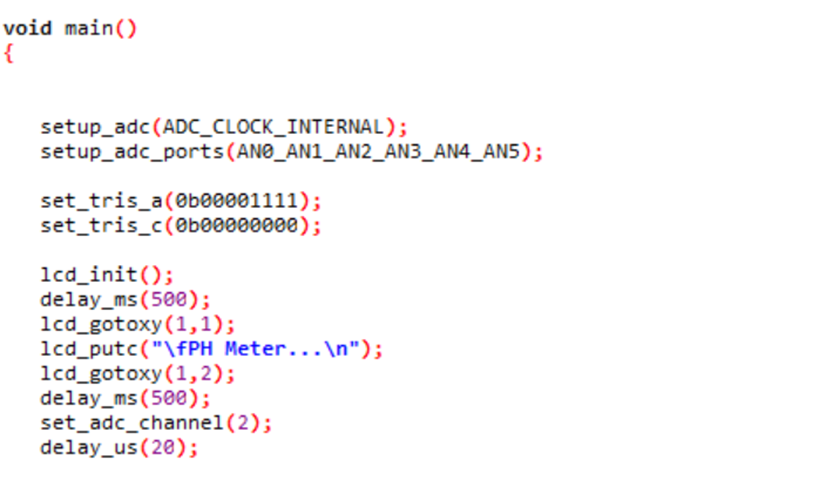 void main()
{
setup_adc(ADC_CLOCK_INTERNAL);
setup_adc_ports(AN0_AN1_AN2_AN3_AN4_AN5);
set_tris_a(0b00001111);
set_tris_c(0b00000000);
lcd_init();
delay_ms(500);
lcd_gotoxy(1,1);
lcd_putc("\fPH Meter...\n");
lcd_gotoxy(1,2);
delay_ms(500);
set_adc_channel(2);
delay_us(20);